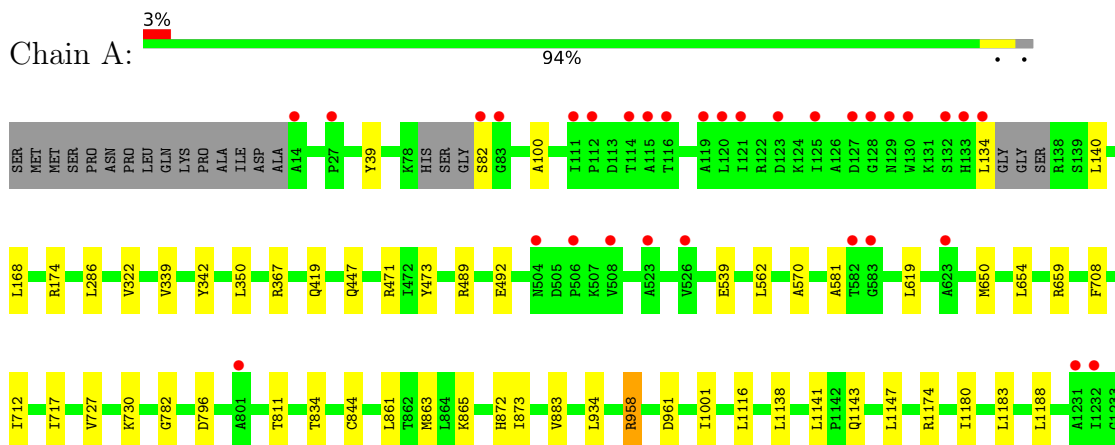 3%
Chain A:
94%
SER MET MET SER PRO ASN PRO LEU GLN LYS PRO ALA ILE ASP ALA A14 P27 Y39 K78 HIS SER GLY S82 G83 A100 I111 P112 D113 T114 A115 T116 A119 L120 I121 R122 D123 K124 I125 A126 D127 G128 N129 W130 K131 S132 H133 L134 GLY GLY SER R138 S139 L140
L168 R174 L286 V322 V339 Y342 L350 R367 Q419 Q447 R471 I472 Y473 R489 E492 N504 D505 P506 K507 V508 A523 V526 E539 L562 A570 A581 T582 G583 L619 A623 M650 L654 R659 F708
I712 I717 V727 K730 G782 D796 A801 T811 T834 C844 L861 T862 M863 L864 K865 H872 I873 V883 L934 R958 D961 I1001 L1116 L1138 L1141 P1142 Q1143 L1147 R1174 I1180 L1183 L1188 A1231 I1232